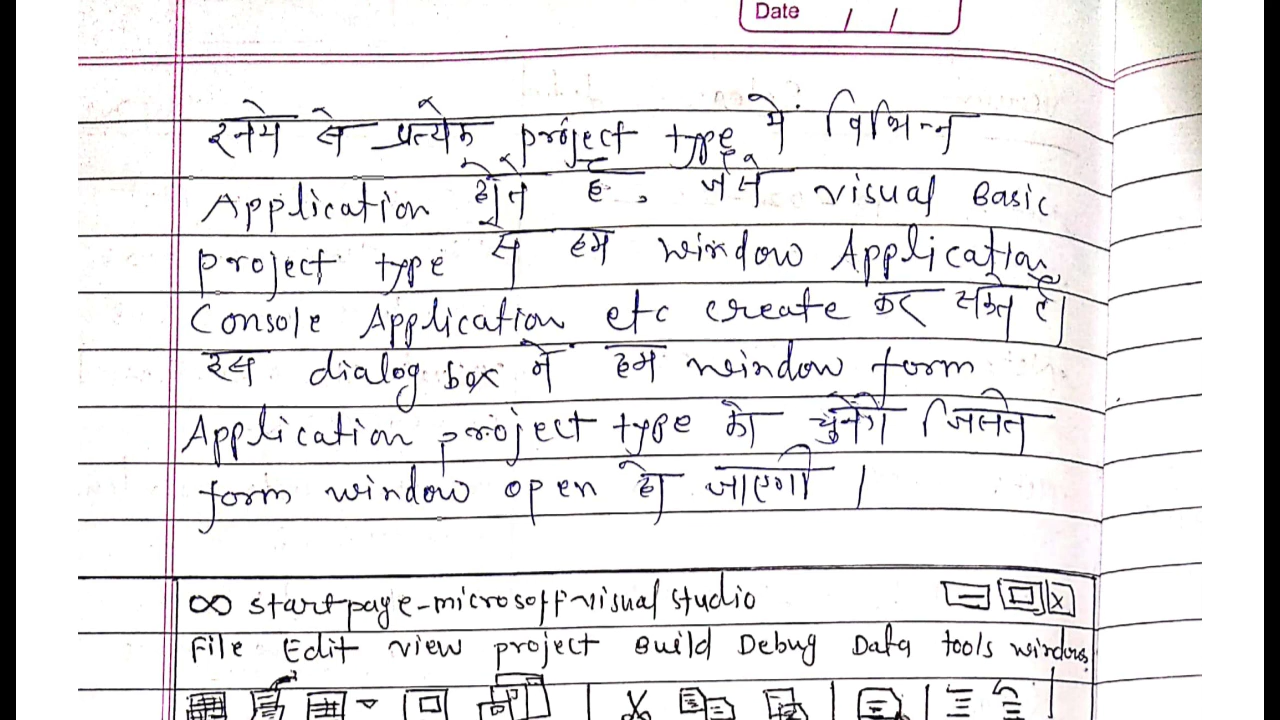 Date / /
इनमें से प्रत्येक project type में विभिन्न
Application होते है, जैसे visual Basic
project type से हम window Application
Console Application etc create कर सकते है।
इस dialog box में हम window form
Application project type को चुनेंगे जिससे
form window open हो जाएगी।
startpage-microsoft visual studio
File Edit view project Build Debug Data tools window